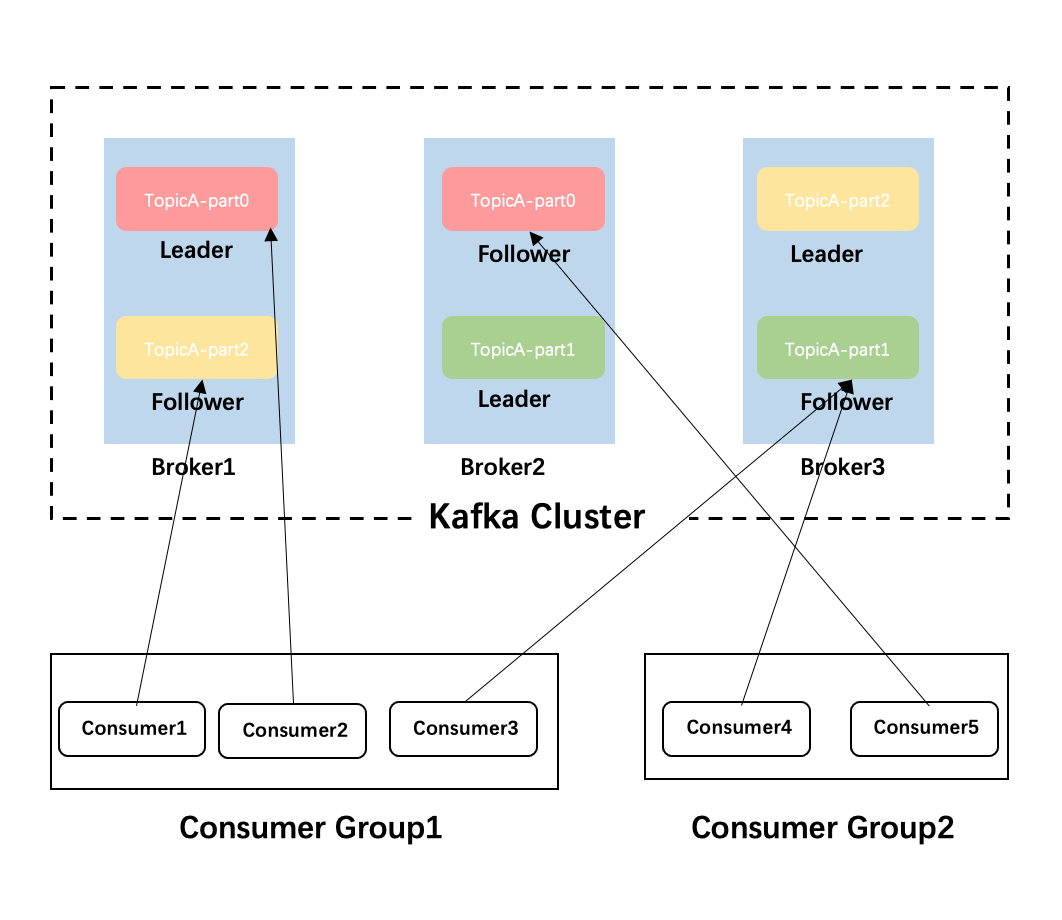 TopicA-part0
Leader
TopicA-part2
Follower
Broker1
TopicA-part0
Follower
TopicA-part1
Leader
Broker2
TopicA-part2
Leader
TopicA-part1
Follower
Broker3
Kafka Cluster
Consumer1
Consumer2
Consumer3
Consumer Group1
Consumer4
Consumer5
Consumer Group2